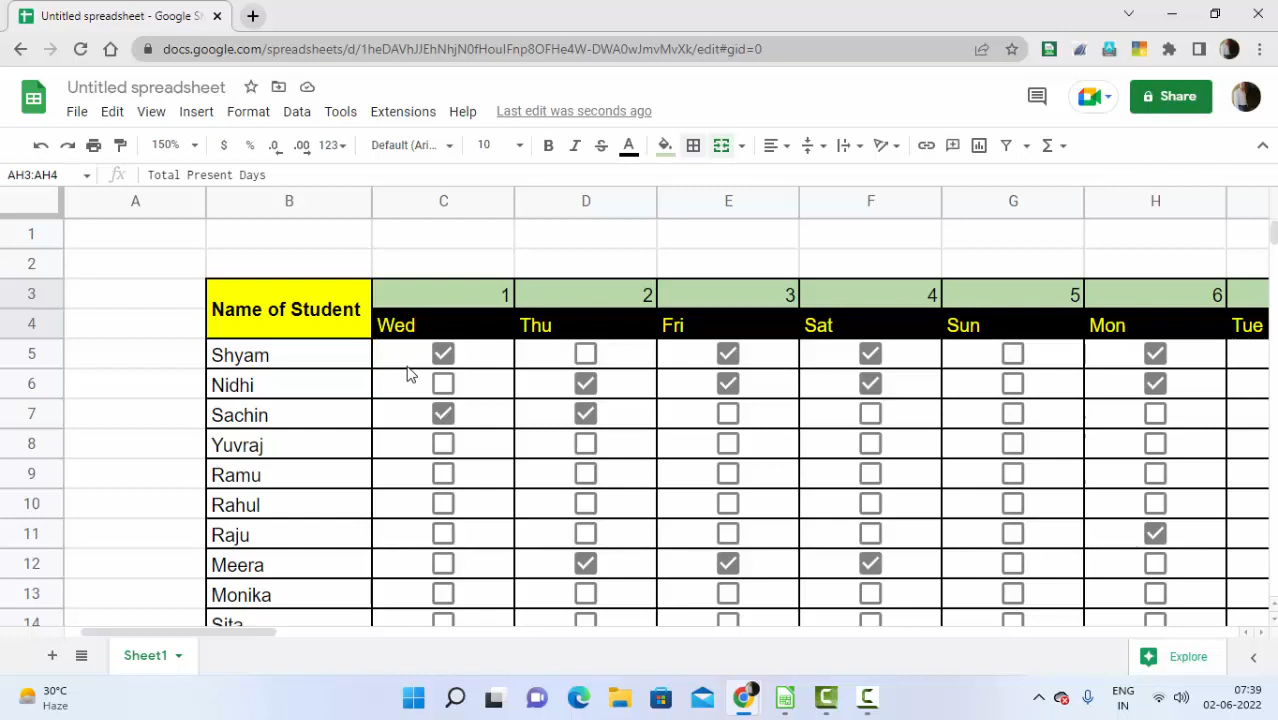 Untitled spreadsheet - Google Sh
docs.google.com/spreadsheets/d/1heDAVhJJEhNhjN0fHouIFnp8OFHe4W-DWA0wJmvMvXk/edit#gid=0
Untitled spreadsheet
Share
File Edit View Insert Format Data Tools Extensions Help Last edit was seconds ago
150% $ % .0 .00 123 Default (Ari... 10 B I S A
AH3:AH4 fx Total Present Days
A B C D E F G H
1
2
3 Name of Student 1 2 3 4 5 6
4 Wed Thu Fri Sat Sun Mon Tue
5 Shyam
6 Nidhi
7 Sachin
8 Yuvraj
9 Ramu
10 Rahul
11 Raju
12 Meera
13 Monika
14 Sita
Sheet1 Explore
30°C
Haze
ENG
IN
07:39
02-06-2022